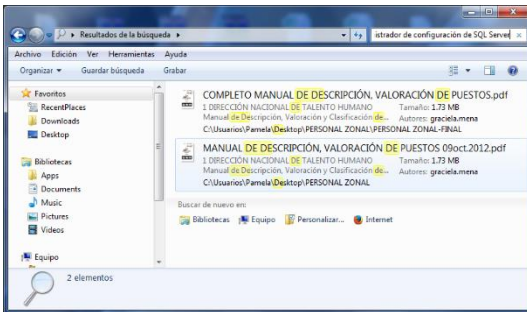 Resultados de la búsqueda
istrador de configuración de SQL Server
Archivo Edición Ver Herramientas Ayuda
Organizar Guardar búsqueda Grabar
Favoritos
RecentPlaces
Downloads
Desktop
Bibliotecas
Apps
Documents
Music
Pictures
Videos
Equipo
COMPLETO MANUAL DE DESCRIPCIÓN, VALORACIÓN DE PUESTOS.pdf
1 DIRECCIÓN NACIONAL DE TALENTO HUMANO Tamaño: 1.73 MB
Manual de Descripción, Valoración y Clasificación de... Autores: graciela.mena
C:\Usuarios\Pamela\Desktop\PERSONAL ZONAL\PERSONAL ZONAL-FINAL
MANUAL DE DESCRIPCIÓN, VALORACIÓN DE PUESTOS 09oct.2012.pdf
1 DIRECCIÓN NACIONAL DE TALENTO HUMANO Tamaño: 1.73 MB
Manual de Descripción, Valoración y Clasificación de... Autores: graciela.mena
C:\Usuarios\Pamela\Desktop\PERSONAL ZONAL
Buscar de nuevo en:
Bibliotecas Equipo Personalizar... Internet
2 elementos